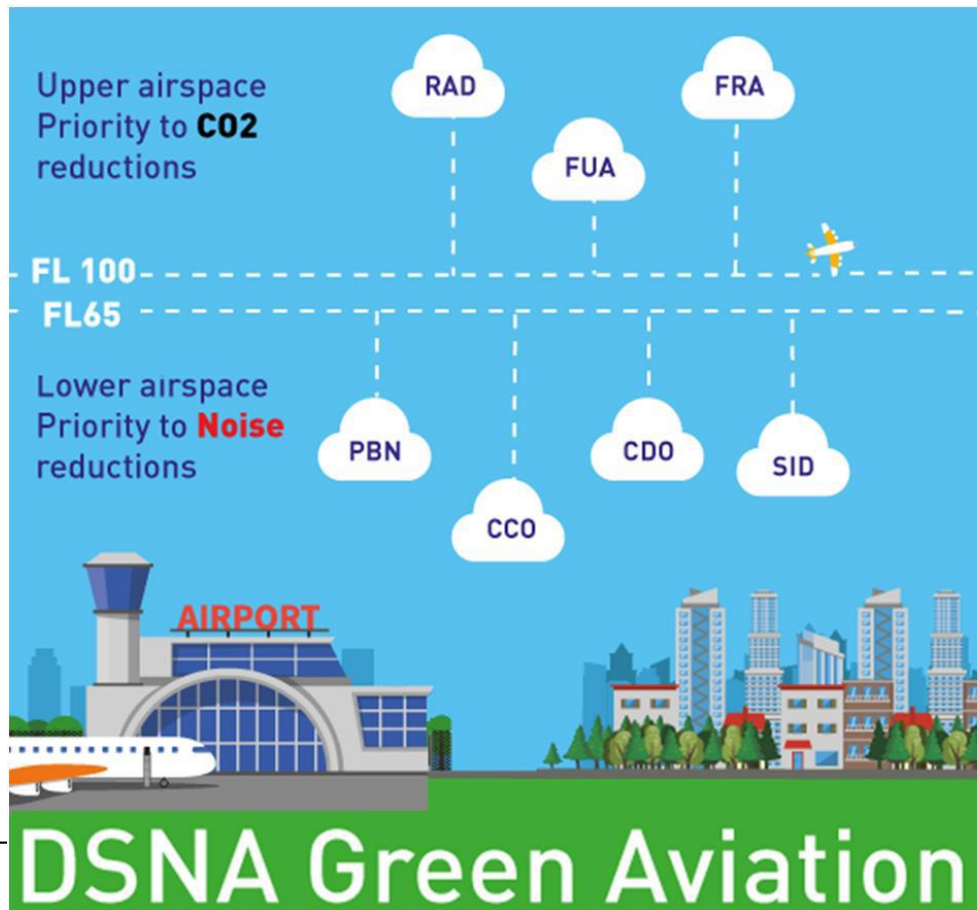 Upper airspace
Priority to CO2
reductions
RAD
FRA
FUA
FL 100
FL65
Lower airspace
Priority to Noise
reductions
PBN
CDO
SID
CCO
AIRPORT
DSNA Green Aviation